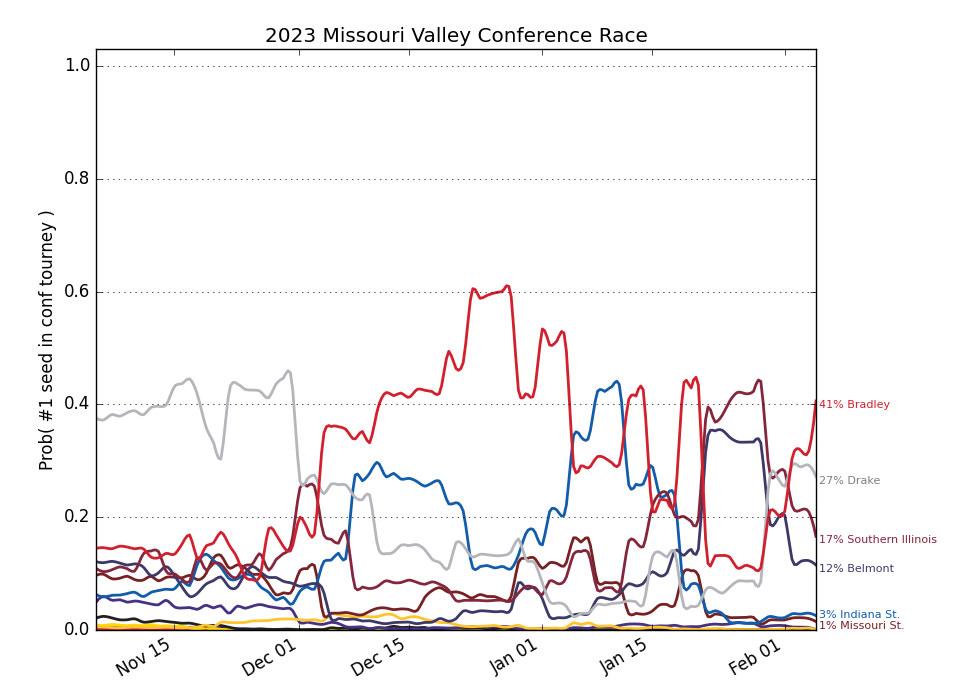 2023 Missouri Valley Conference Race
Prob( #1 seed in conf tourney )
1.0
0.8
0.6
0.4
0.2
0.0
Nov 15
Dec 01
Dec 15
Jan 01
Jan 15
Feb 01
41% Bradley
27% Drake
17% Southern Illinois
12% Belmont
3% Indiana St.
1% Missouri St.